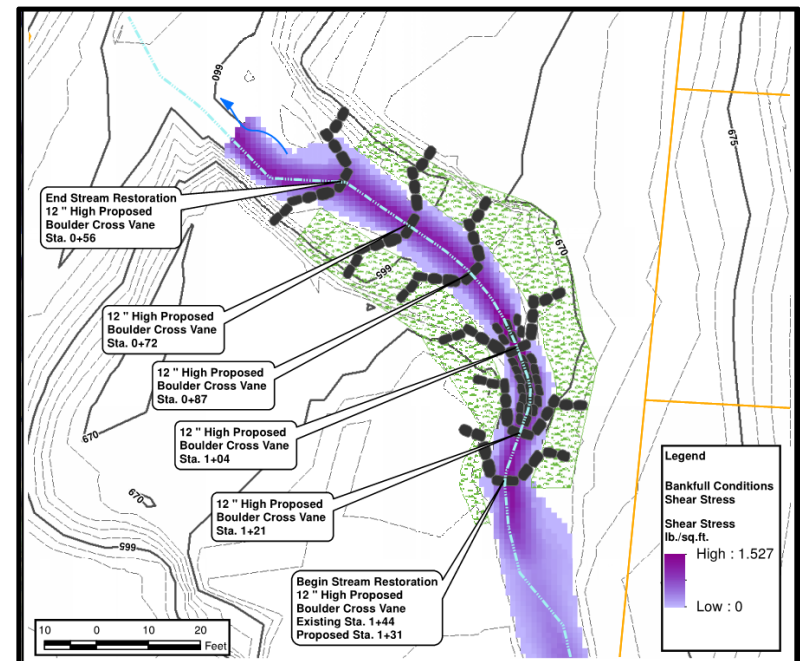 660
675
End Stream Restoration
12 " High Proposed
Boulder Cross Vane
Sta. 0+56
670
665
12 " High Proposed
Boulder Cross Vane
Sta. 0+72
12 " High Proposed
Boulder Cross Vane
Sta. 0+87
670
12 " High Proposed
Boulder Cross Vane
Sta. 1+04
670
12 " High Proposed
Boulder Cross Vane
Sta. 1+21
665
Begin Stream Restoration
12 " High Proposed
Boulder Cross Vane
Existing Sta. 1+44
Proposed Sta. 1+31
Legend
Bankfull Conditions
Shear Stress
Shear Stress
lb./sq.ft.
High : 1.527
Low : 0
10 0 10 20
Feet